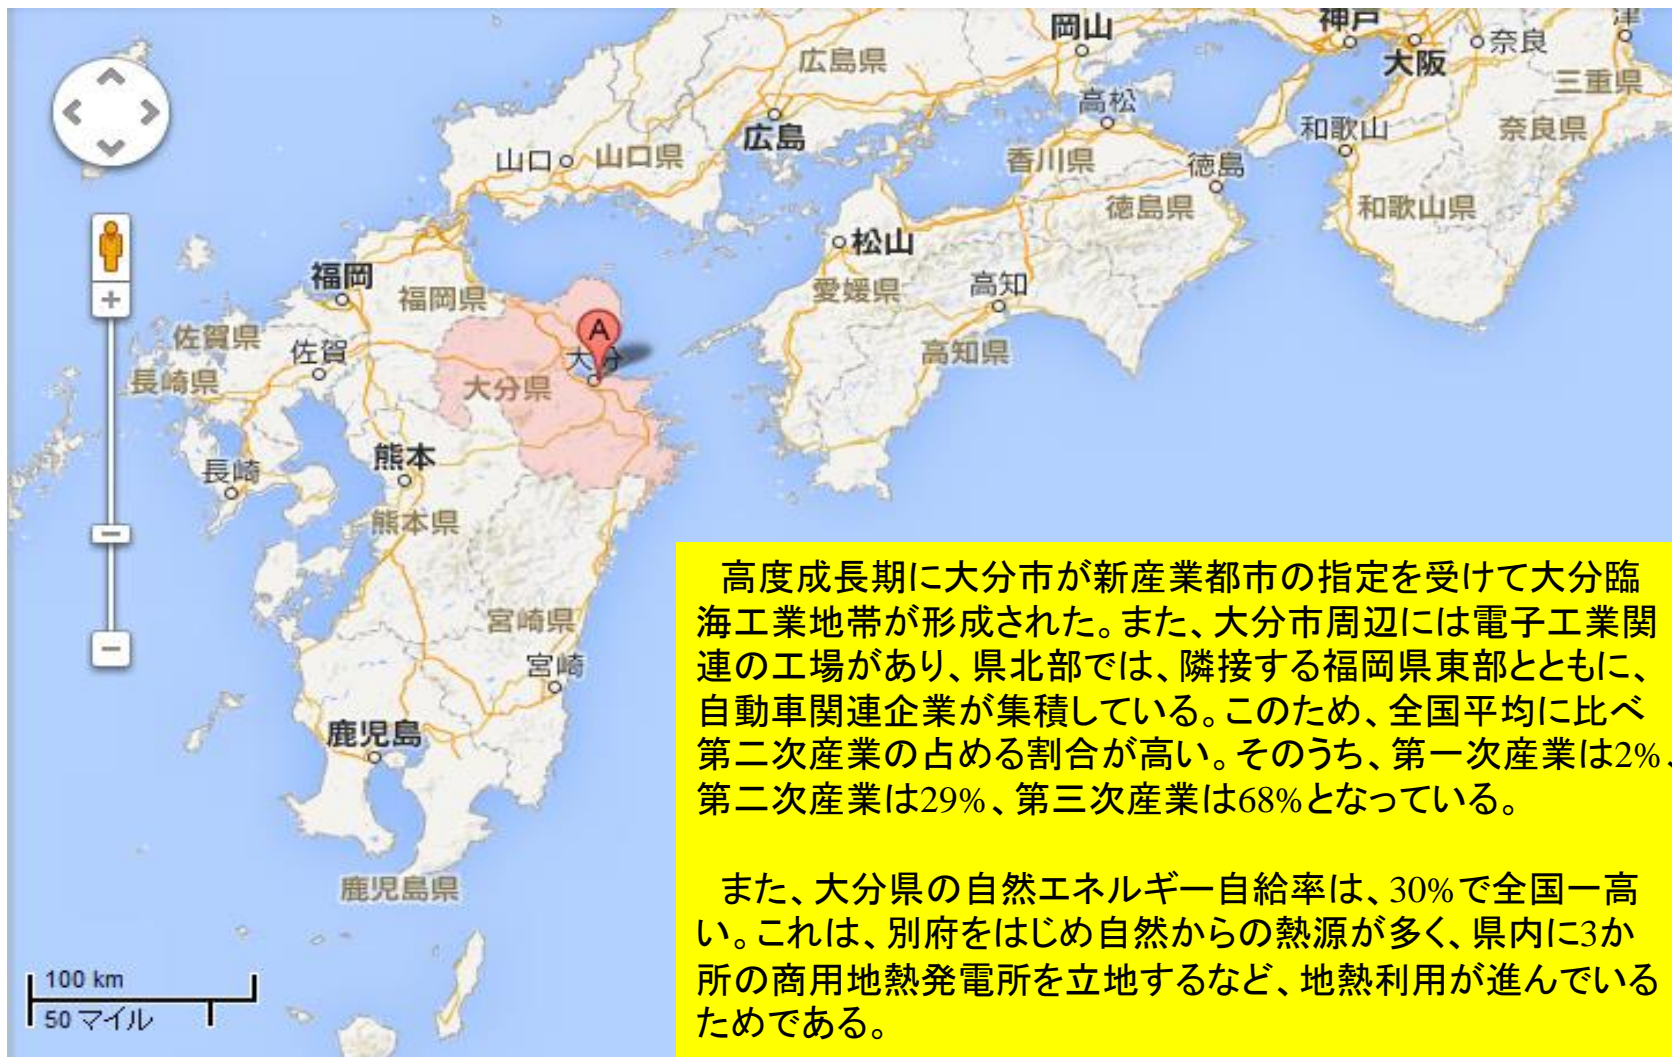 岡山
神戸
津
奈良
大阪
広島県
三重県
高松
和歌山
奈良県
広島
山口
山口県
香川県
徳島
徳島県
和歌山県
松山
福岡
福岡県
愛媛県
高知
佐賀県
佐賀
A
大分
高知県
長崎県
大分県
熊本
長崎
熊本県
宮崎県
宮崎
鹿児島
鹿児島県
100 km
50 マイル
高度成長期に大分市が新産業都市の指定を受けて大分臨
海工業地帯が形成された。また、大分市周辺には電子工業関
連の工場があり、県北部では、隣接する福岡県東部とともに、
自動車関連企業が集積している。このため、全国平均に比べ
第二次産業の占める割合が高い。そのうち、第一次産業は2%、
第二次産業は29%、第三次産業は68%となっている。
また、大分県の自然エネルギー自給率は、30%で全国一高
い。これは、別府をはじめ自然からの熱源が多く、県内に3か
所の商用地熱発電所を立地するなど、地熱利用が進んでいる
ためである。